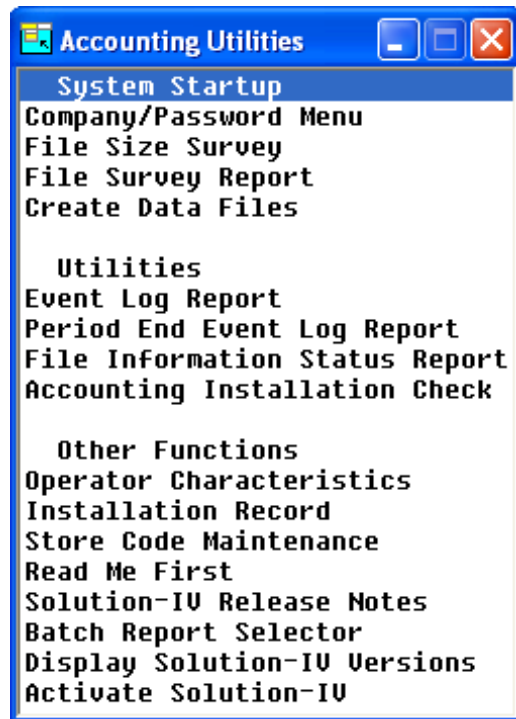 Accounting Utilities
System Startup
Company/Password Menu
File Size Survey
File Survey Report
Create Data Files
Utilities
Event Log Report
Period End Event Log Report
File Information Status Report
Accounting Installation Check
Other Functions
Operator Characteristics
Installation Record
Store Code Maintenance
Read Me First
Solution-IV Release Notes
Batch Report Selector
Display Solution-IV Versions
Activate Solution-IV